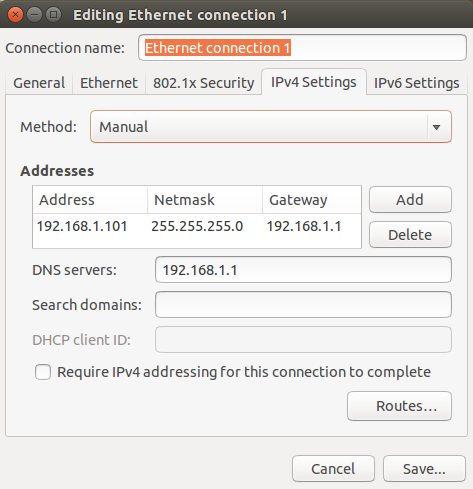 Editing Ethernet connection 1
Connection name: Ethernet connection 1
General Ethernet 802.1x Security IPv4 Settings IPv6 Settings
Method: Manual
Addresses
Address Netmask Gateway
192.168.1.101 255.255.255.0 192.168.1.1
Add
Delete
DNS servers: 192.168.1.1
Search domains:
DHCP client ID:
Require IPv4 addressing for this connection to complete
Routes...
Cancel Save...